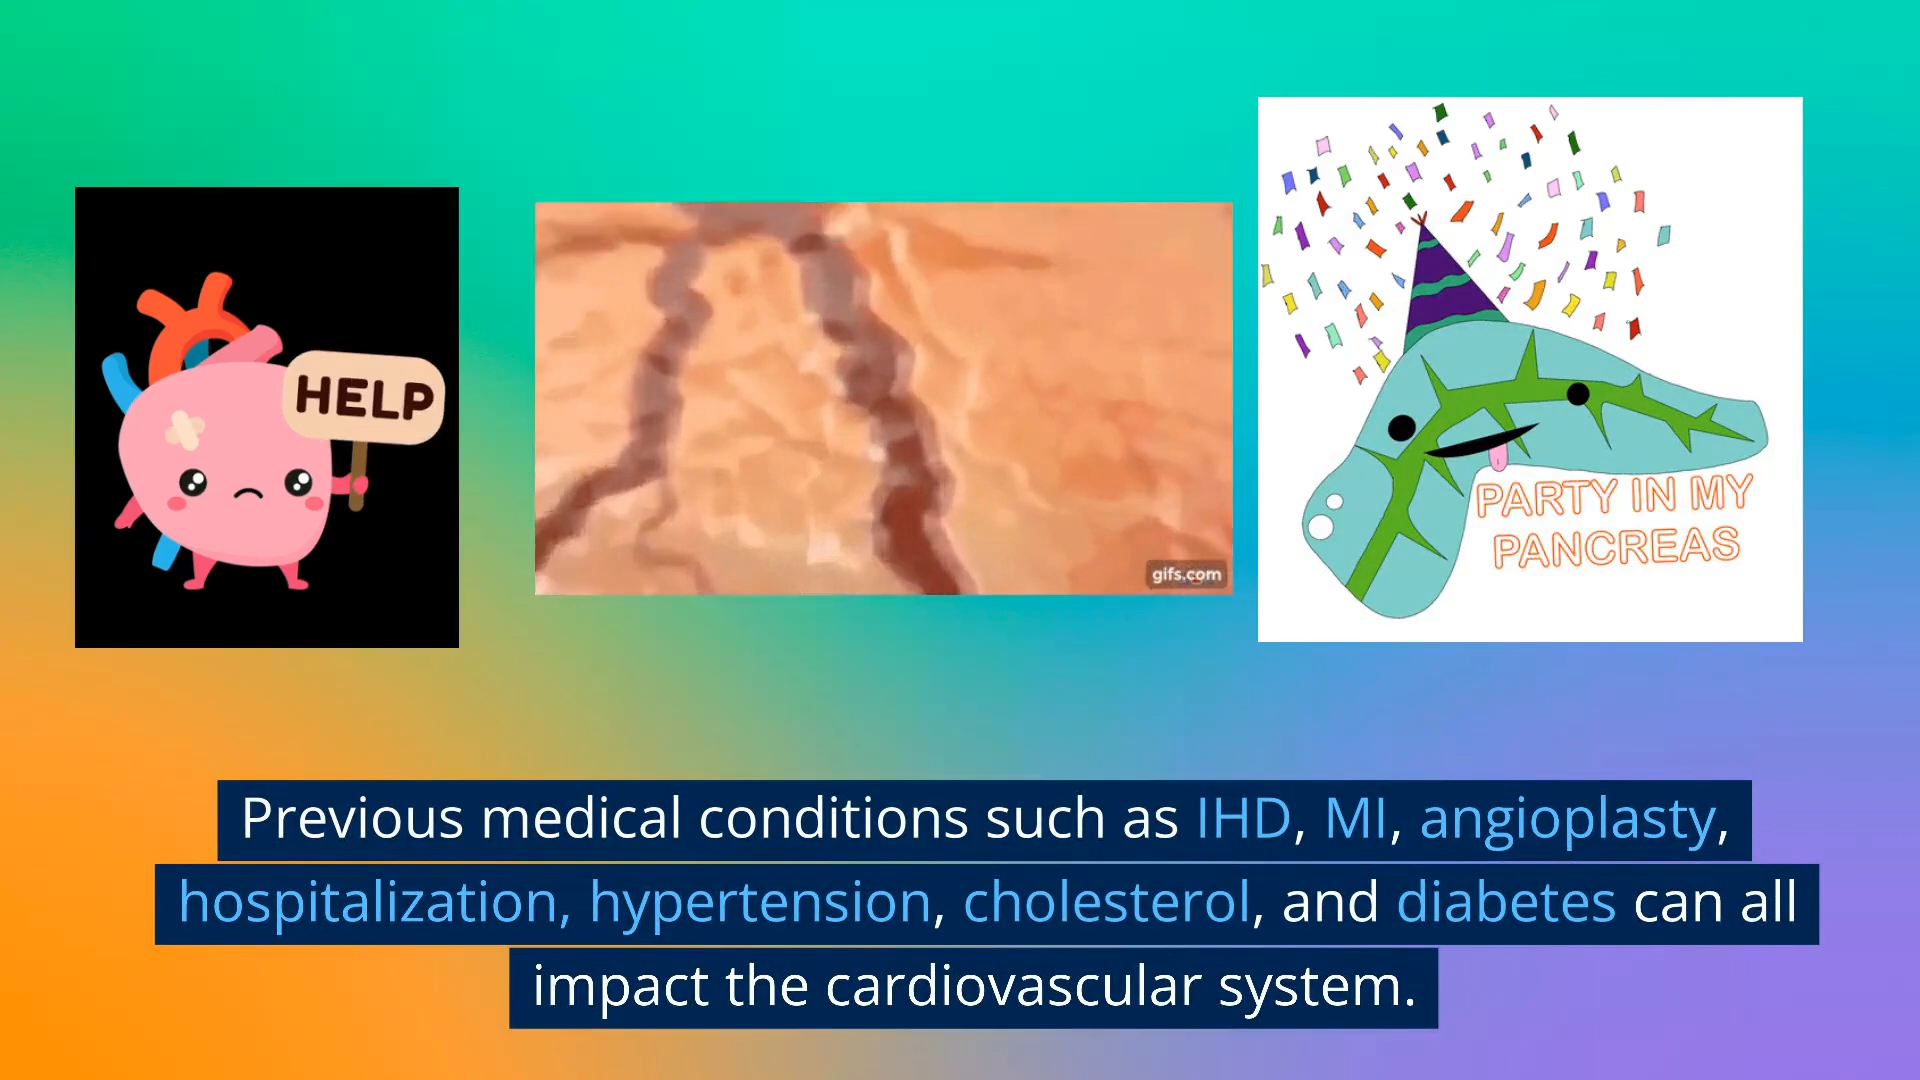 HELP
gifs.com
PARTY IN MY
PANCREAS
Previous medical conditions such as IHD, MI, angioplasty,
hospitalization, hypertension, cholesterol, and diabetes can all
impact the cardiovascular system.